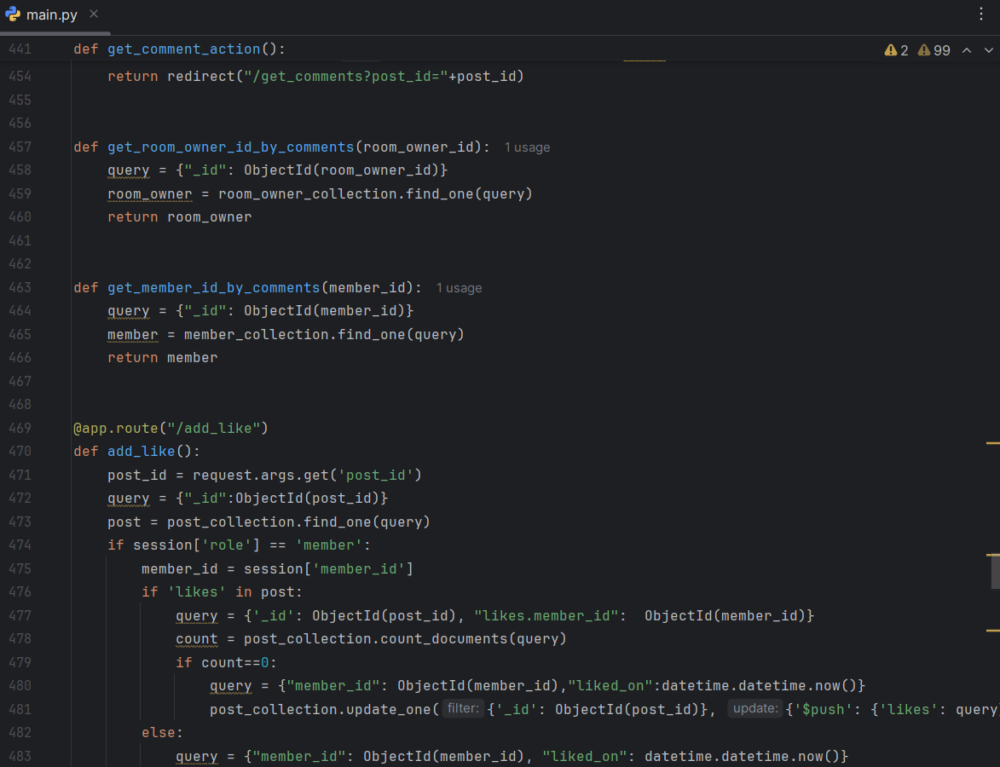 main.py
441 def get_comment_action():
2 99
454 return redirect("/get_comments?post_id="+post_id)
455
456
457 def get_room_owner_id_by_comments(room_owner_id): 1 usage
458 query = {"_id": ObjectId(room_owner_id)}
459 room_owner = room_owner_collection.find_one(query)
460 return room_owner
461
462
463 def get_member_id_by_comments(member_id): 1 usage
464 query = {"_id": ObjectId(member_id)}
465 member = member_collection.find_one(query)
466 return member
467
468
469 @app.route("/add_like")
470 def add_like():
471 post_id = request.args.get('post_id')
472 query = {"_id":ObjectId(post_id)}
473 post = post_collection.find_one(query)
474 if session['role'] == 'member':
475 member_id = session['member_id']
476 if 'likes' in post:
477 query = {'_id': ObjectId(post_id), "likes.member_id":  ObjectId(member_id)}
478 count = post_collection.count_documents(query)
479 if count==0:
480 query = {"member_id": ObjectId(member_id),"liked_on":datetime.datetime.now()}
481 post_collection.update_one( filter: {'_id': ObjectId(post_id)}, update: {'$push': {'likes': query
482 else:
483 query = {"member_id": ObjectId(member_id), "liked_on": datetime.datetime.now()}